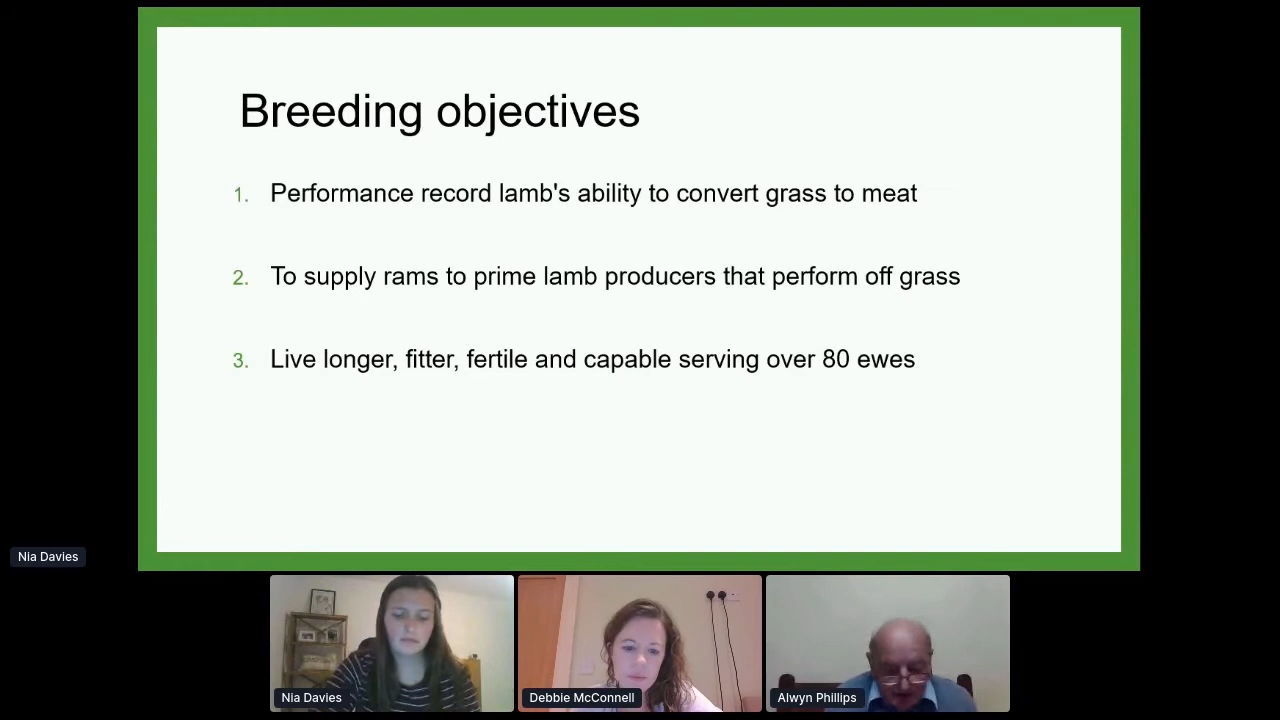 Breeding objectives
1. Performance record lamb's ability to convert grass to meat
2. To supply rams to prime lamb producers that perform off grass
3. Live longer, fitter, fertile and capable serving over 80 ewes
Nia Davies
Nia Davies
Debbie McConnell
Alwyn Phillips